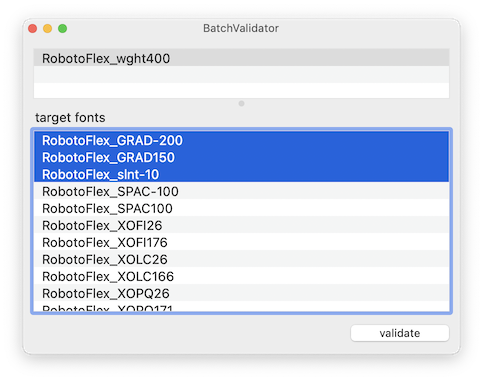 BatchValidator
RobotoFlex_wght400
target fonts
RobotoFlex_GRAD-200
RobotoFlex_GRAD150
RobotoFlex_slnt-10
RobotoFlex_SPAC-100
RobotoFlex_SPAC100
RobotoFlex_XOFI26
RobotoFlex_XOFI176
RobotoFlex_XOLC26
RobotoFlex_XOLC166
RobotoFlex_XOPQ26
RobotoFlex_XOPQ171
validate